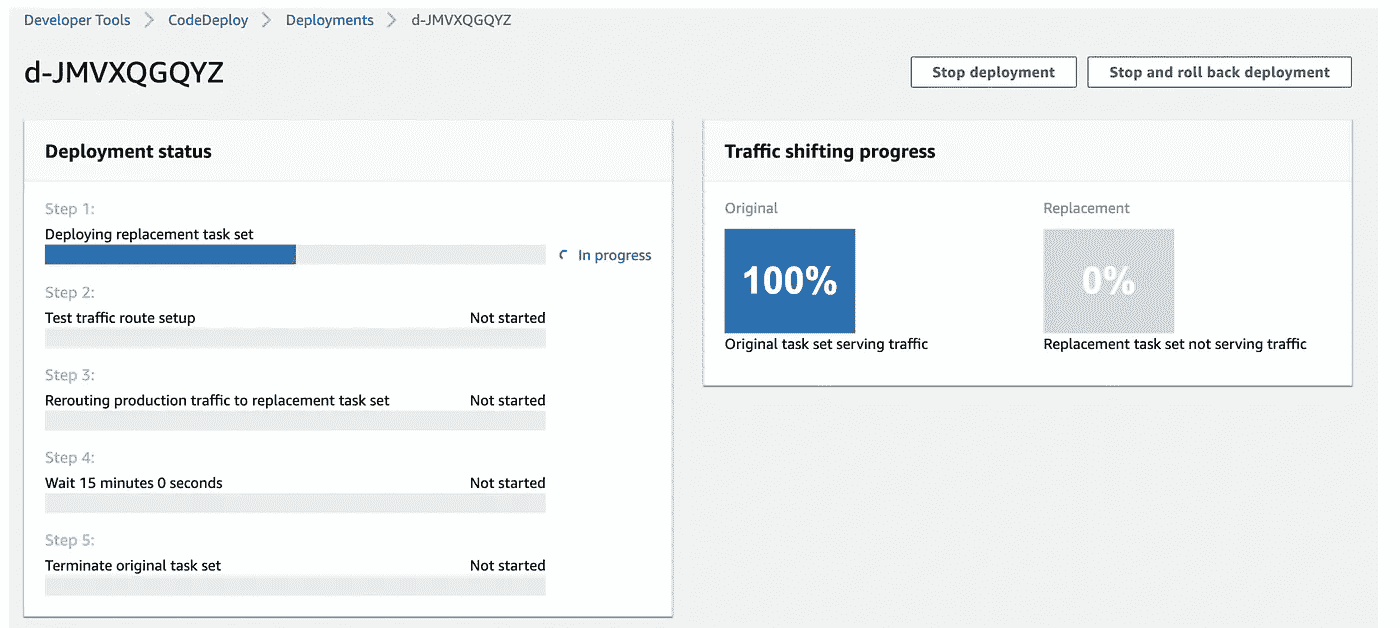 Developer Tools > CodeDeploy > Deployments > d-JMVXQGQYZ
d-JMVXQGQYZ
Stop deployment
Stop and roll back deployment
Deployment status
Step 1:
Deploying replacement task set
In progress
Step 2:
Test traffic route setup Not started
Step 3:
Rerouting production traffic to replacement task set Not started
Step 4:
Wait 15 minutes 0 seconds Not started
Step 5:
Terminate original task set Not started
Traffic shifting progress
Original
100%
Original task set serving traffic
Replacement
0%
Replacement task set not serving traffic